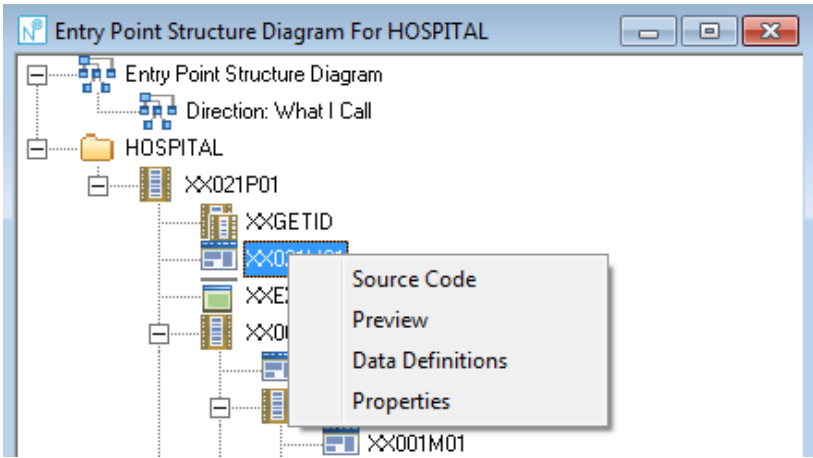 Entry Point Structure Diagram For HOSPITAL
Entry Point Structure Diagram
Direction: What I Call
HOSPITAL
XX021P01
XXGETID
Source Code
Preview
Data Definitions
Properties
XX001M01